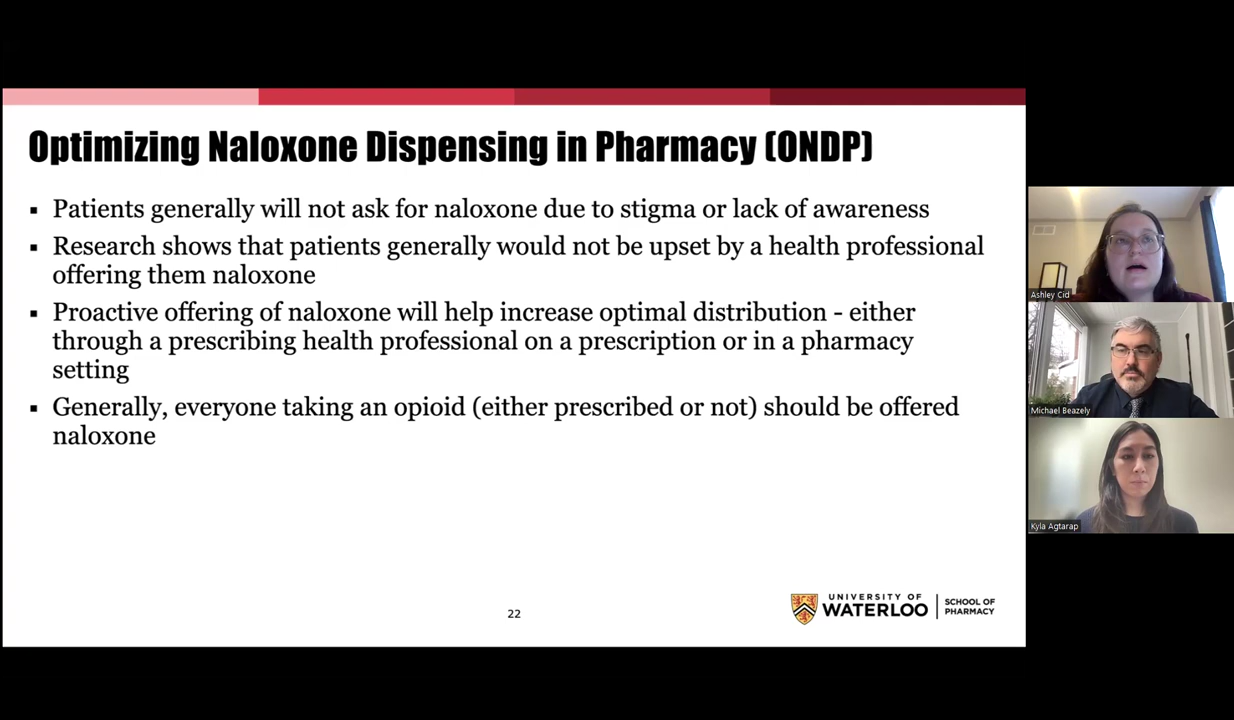 Optimizing Naloxone Dispensing in Pharmacy (ONDP)
▪ Patients generally will not ask for naloxone due to stigma or lack of awareness
▪ Research shows that patients generally would not be upset by a health professional
offering them naloxone
▪ Proactive offering of naloxone will help increase optimal distribution - either
through a prescribing health professional on a prescription or in a pharmacy
setting
▪ Generally, everyone taking an opioid (either prescribed or not) should be offered
naloxone
22
UNIVERSITY OF
WATERLOO
SCHOOL OF
PHARMACY
Ashley Cid
Michael Beazely
Kyla Agtarap